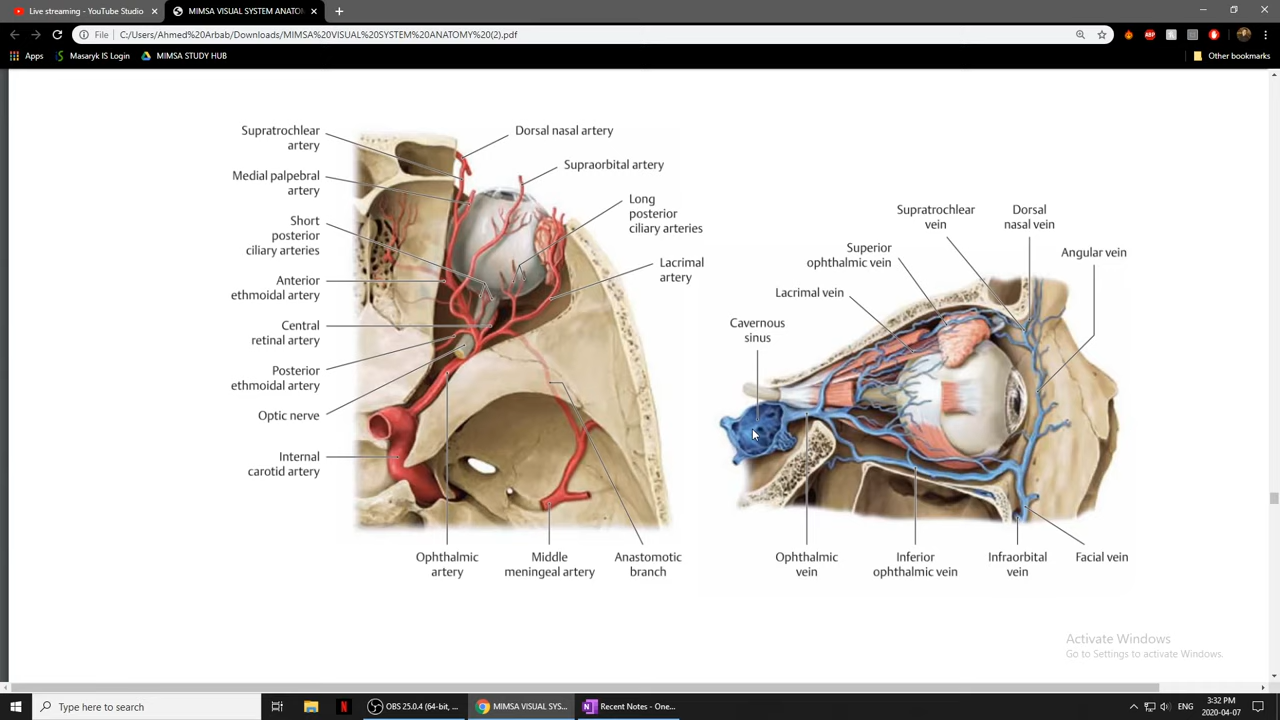 Live streaming - YouTube Studio
MIMSA VISUAL SYSTEM ANATOM
File
C:/Users/Ahmed%20Arbab/Downloads/MIMSA%20VISUAL%20SYSTEM%20ANATOMY%20(2).pdf
ABP
Apps
Masaryk IS Login
MIMSA STUDY HUB
Other bookmarks
Supratrochlear
artery
Medial palpebral
artery
Short
posterior
ciliary arteries
Anterior
ethmoidal artery
Central
retinal artery
Posterior
ethmoidal artery
Optic nerve
Internal
carotid artery
Dorsal nasal artery
Supraorbital artery
Long
posterior
ciliary arteries
Lacrimal
artery
Ophthalmic
artery
Middle
meningeal artery
Anastomotic
branch
Supratrochlear
vein
Dorsal
nasal vein
Superior
ophthalmic vein
Angular vein
Lacrimal vein
Cavernous
sinus
Ophthalmic
vein
Inferior
ophthalmic vein
Infraorbital
vein
Facial vein
Activate Windows
Go to Settings to activate Windows.
Type here to search
OBS 25.0.4 (64-bit, ...
MIMSA VISUAL SYS...
Recent Notes - One...
ENG
3:32 PM
2020-04-07